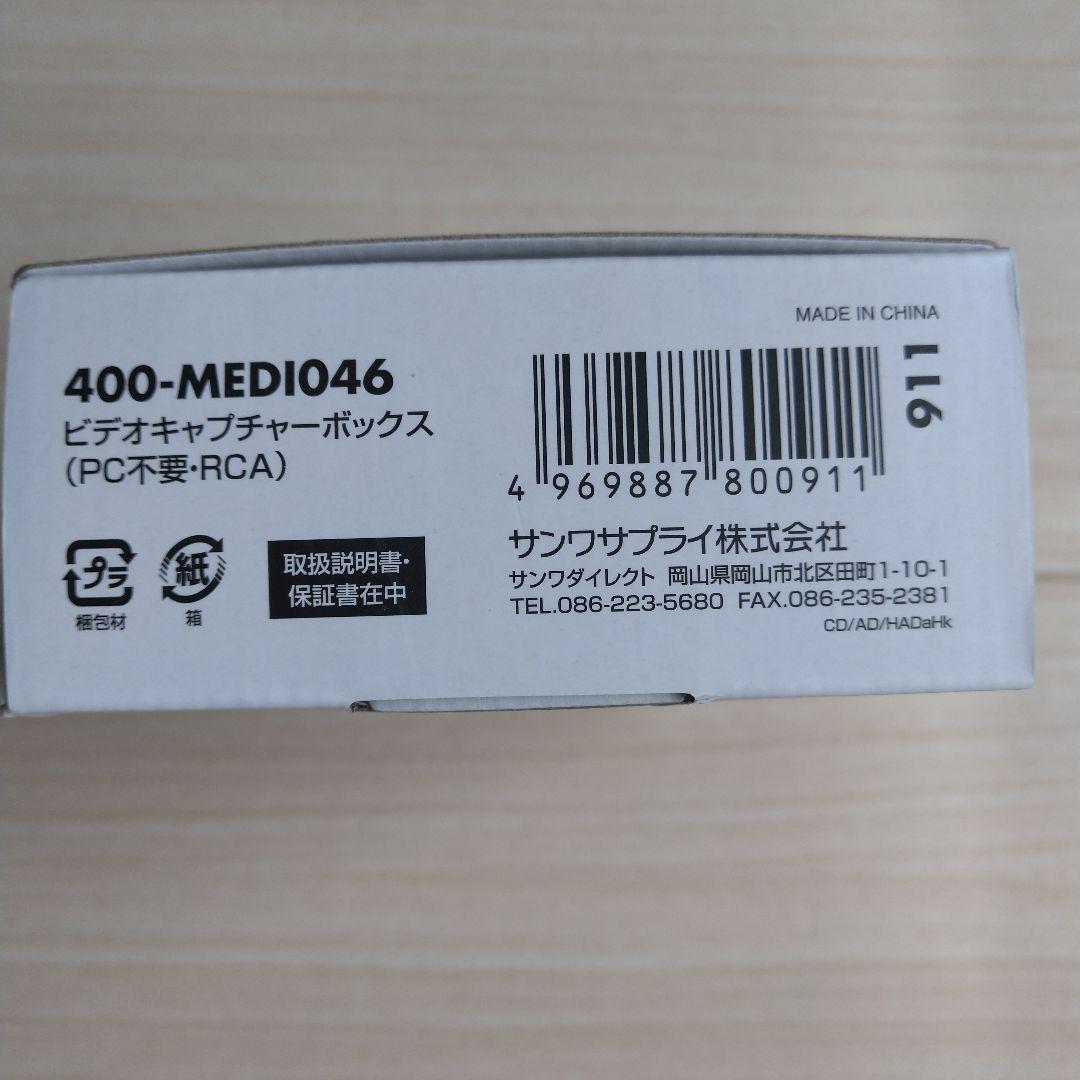 MADE IN CHINA
911
400-MEDI046
ビデオキャプチャーボックス
(PC不要・RCA)
4 969887 800911
プラ
梱包材
紙
箱
取扱説明書・
保証書在中
サンワサプライ株式会社
サンワダイレクト 岡山県岡山市北区田町1-10-1
TEL.086-223-5680 FAX.086-235-2381
CD/AD/HADaHk